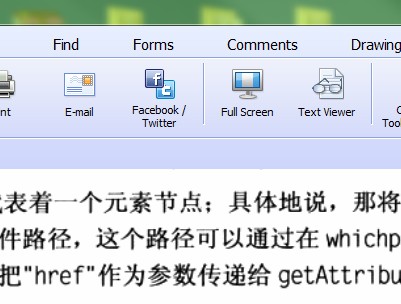 Find Forms Comments Drawing
E-mail Facebook / Twitter Full Screen Text Viewer
表着一个元素节点；具体地说，那将
件路径，这个路径可以通过在 whichp
把"href"作为参数传递给 getAttribu